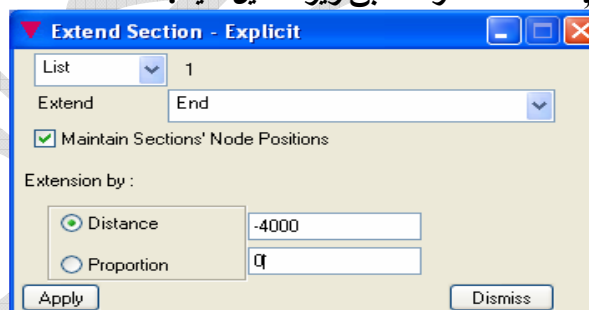 Extend Section - Explicit
List 1
Extend End
Maintain Sections' Node Positions
Extension by :
Distance -4000
Proportion 0
Apply Dismiss